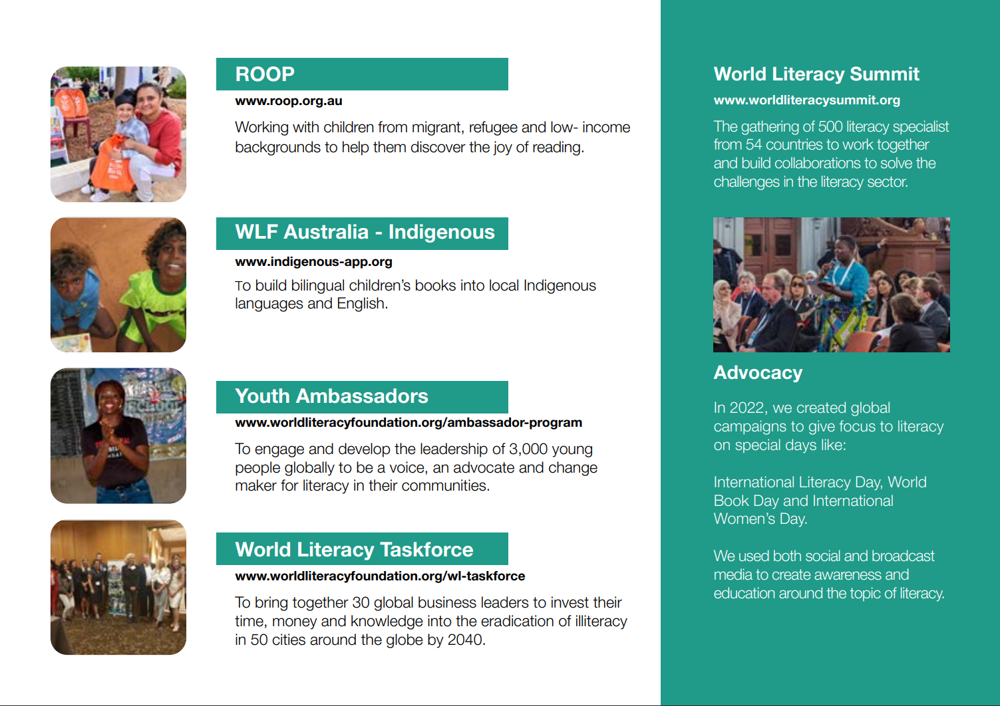 ROOP
www.roop.org.au
Working with children from migrant, refugee and low- income
backgrounds to help them discover the joy of reading.
WLF Australia - Indigenous
www.indigenous-app.org
To build bilingual children's books into local Indigenous
languages and English.
Youth Ambassadors
www.worldliteracyfoundation.org/ambassador-program
To engage and develop the leadership of 3,000 young
people globally to be a voice, an advocate and change
maker for literacy in their communities.
World Literacy Taskforce
www.worldliteracyfoundation.org/wl-taskforce
To bring together 30 global business leaders to invest their
time, money and knowledge into the eradication of illiteracy
in 50 cities around the globe by 2040.
World Literacy Summit
www.worldliteracysummit.org
The gathering of 500 literacy specialist
from 54 countries to work together
and build collaborations to solve the
challenges in the literacy sector.
Advocacy
In 2022, we created global
campaigns to give focus to literacy
on special days like:
International Literacy Day, World
Book Day and International
Women's Day.
We used both social and broadcast
media to create awareness and
education around the topic of literacy.